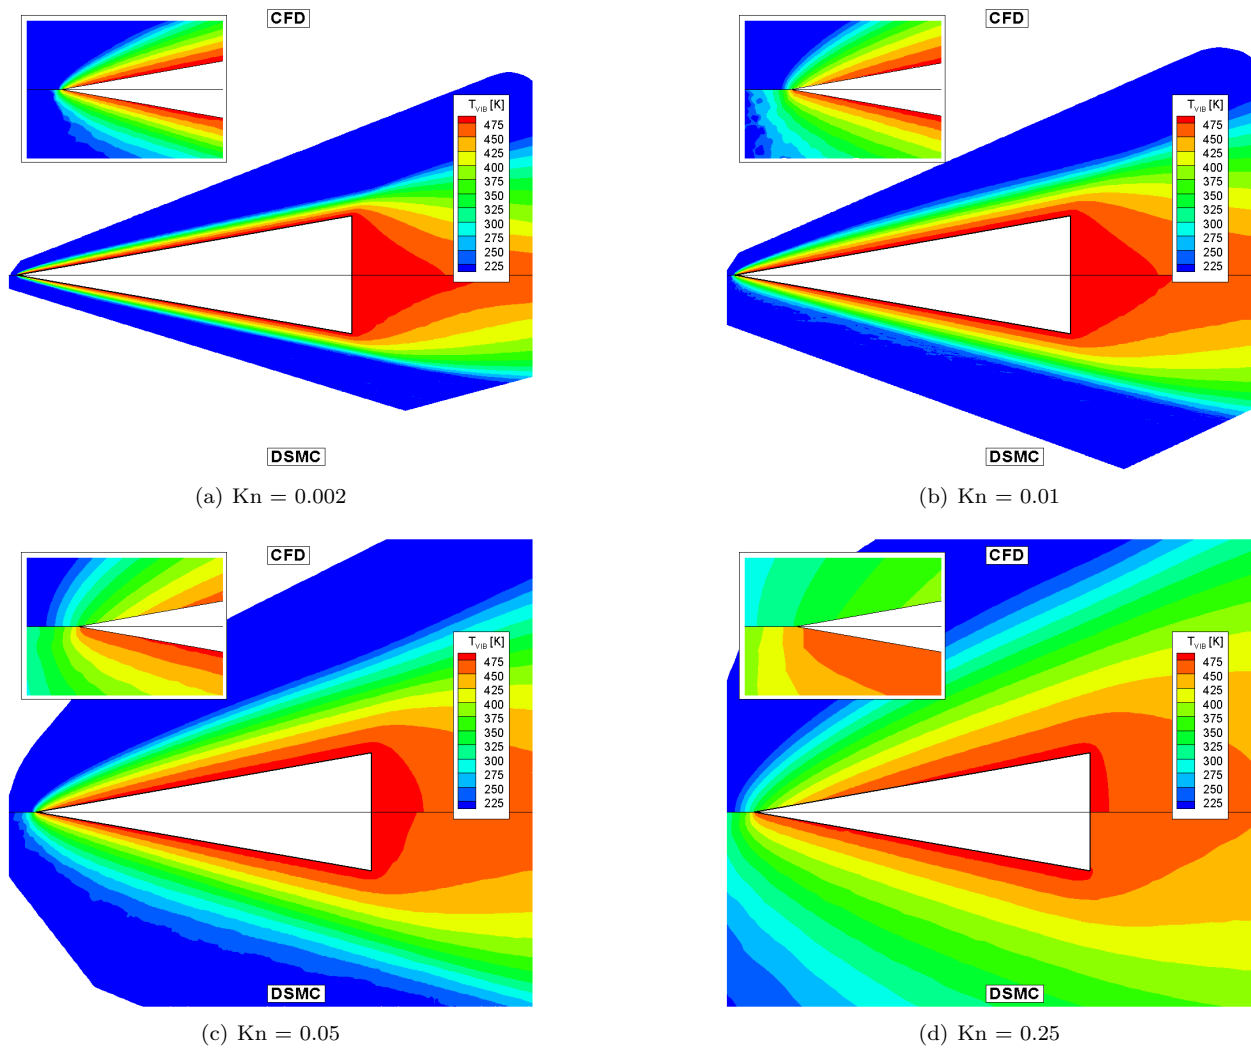 CFD
T_VIB [K]
475
450
425
400
375
350
325
300
275
250
225
DSMC
(a) Kn = 0.002
CFD
T_VIB [K]
475
450
425
400
375
350
325
300
275
250
225
DSMC
(b) Kn = 0.01
CFD
T_VIB [K]
475
450
425
400
375
350
325
300
275
250
225
DSMC
(c) Kn = 0.05
CFD
T_VIB [K]
475
450
425
400
375
350
325
300
275
250
225
DSMC
(d) Kn = 0.25